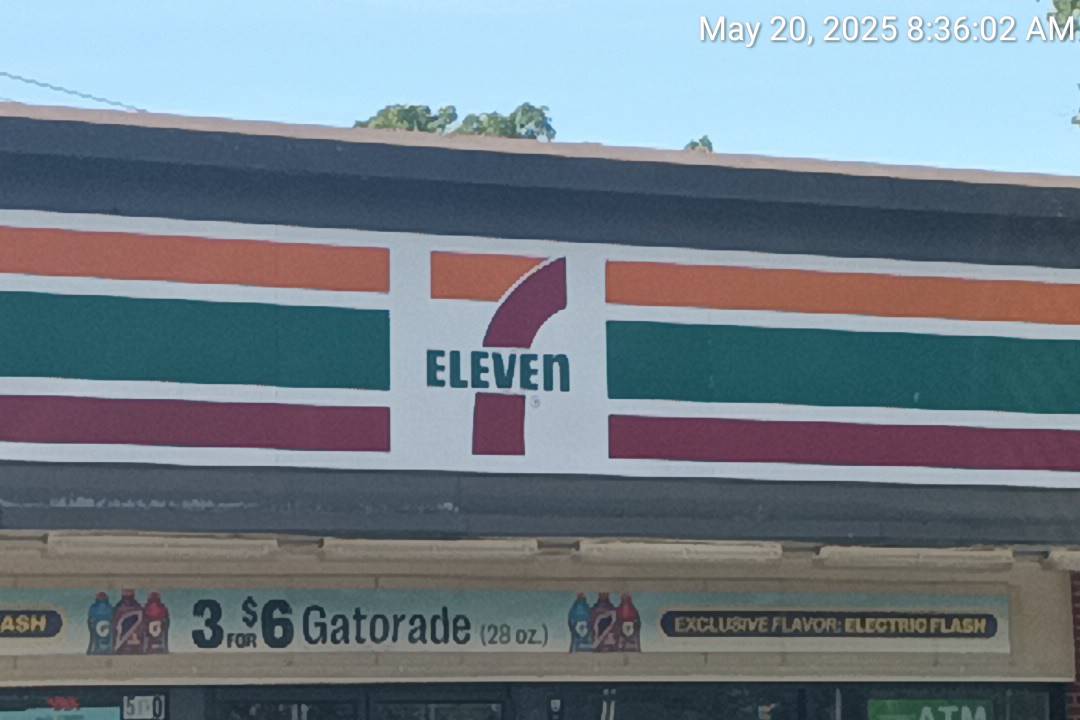 May 20, 2025 8:36:02 AM
7
ELEVEn
®
ASH
3 FOR $6 Gatorade (28 oz.)
EXCLUSIVE FLAVOR: ELECTRIC FLASH
ATM